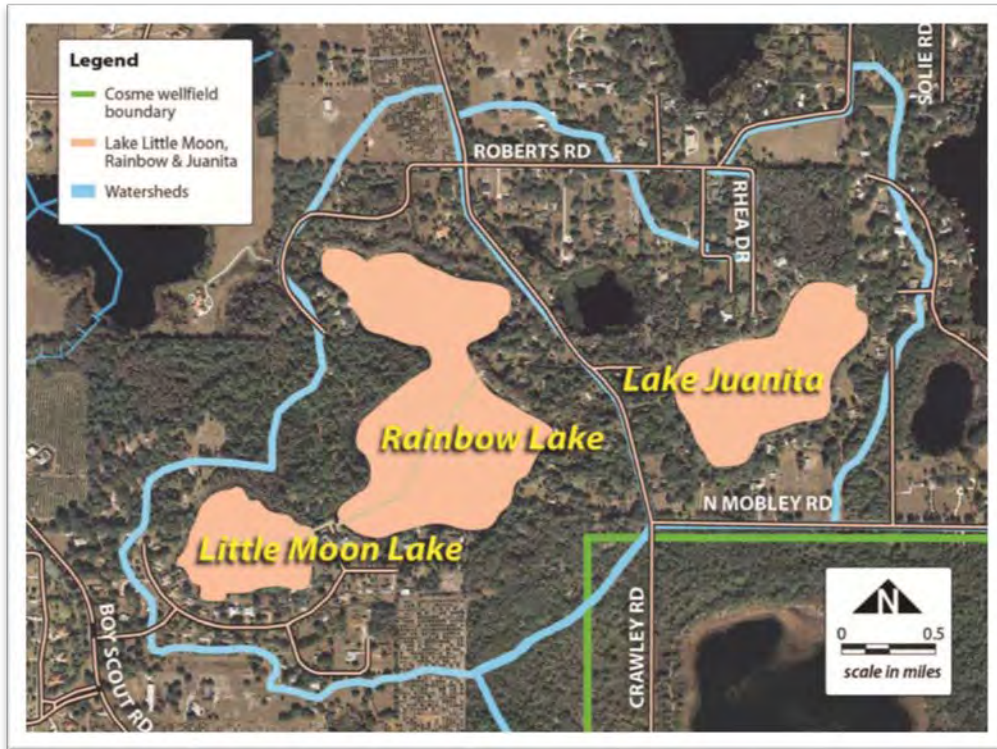 Legend
Cosme wellfield
boundary
Lake Little Moon,
Rainbow & Juanita
Watersheds
SOLIE RD
ROBERTS RD
RHEA DR
Lake Juanita
Rainbow Lake
N MOBLEY RD
Little Moon Lake
BOY SCOUT RD
CRAWLEY RD
N
0 0.5
scale in miles